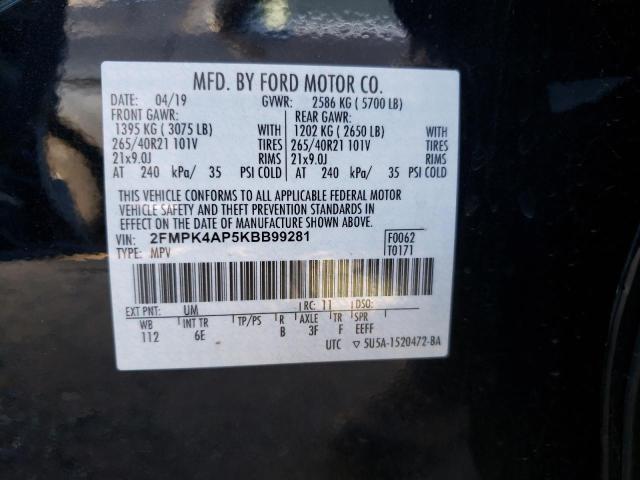 MFD. BY FORD MOTOR CO.
DATE: 04/19 GVWR: 2586 KG ( 5700 LB)
FRONT GAWR: REAR GAWR:
1395 KG ( 3075 LB) WITH 1202 KG ( 2650 LB) WITH
265/40R21 101V TIRES 265/40R21 101V TIRES
21x9.0J RIMS 21x9.0J RIMS
AT 240 kPa/ 35 PSI COLD AT 240 kPa/ 35 PSI COLD
THIS VEHICLE CONFORMS TO ALL APPLICABLE FEDERAL MOTOR
VEHICLE SAFETY AND THEFT PREVENTION STANDARDS IN
EFFECT ON THE DATE OF MANUFACTURE SHOWN ABOVE.
VIN: 2FMPK4AP5KBB99281 F0062
TYPE: MPV T0171
EXT PNT: UM RC: 11 DSO:
WB INT TR TP/PS R AXLE TR SPR
112 6E B 3F F EEFF
UTC ▽ 5U5A-1520472-BA